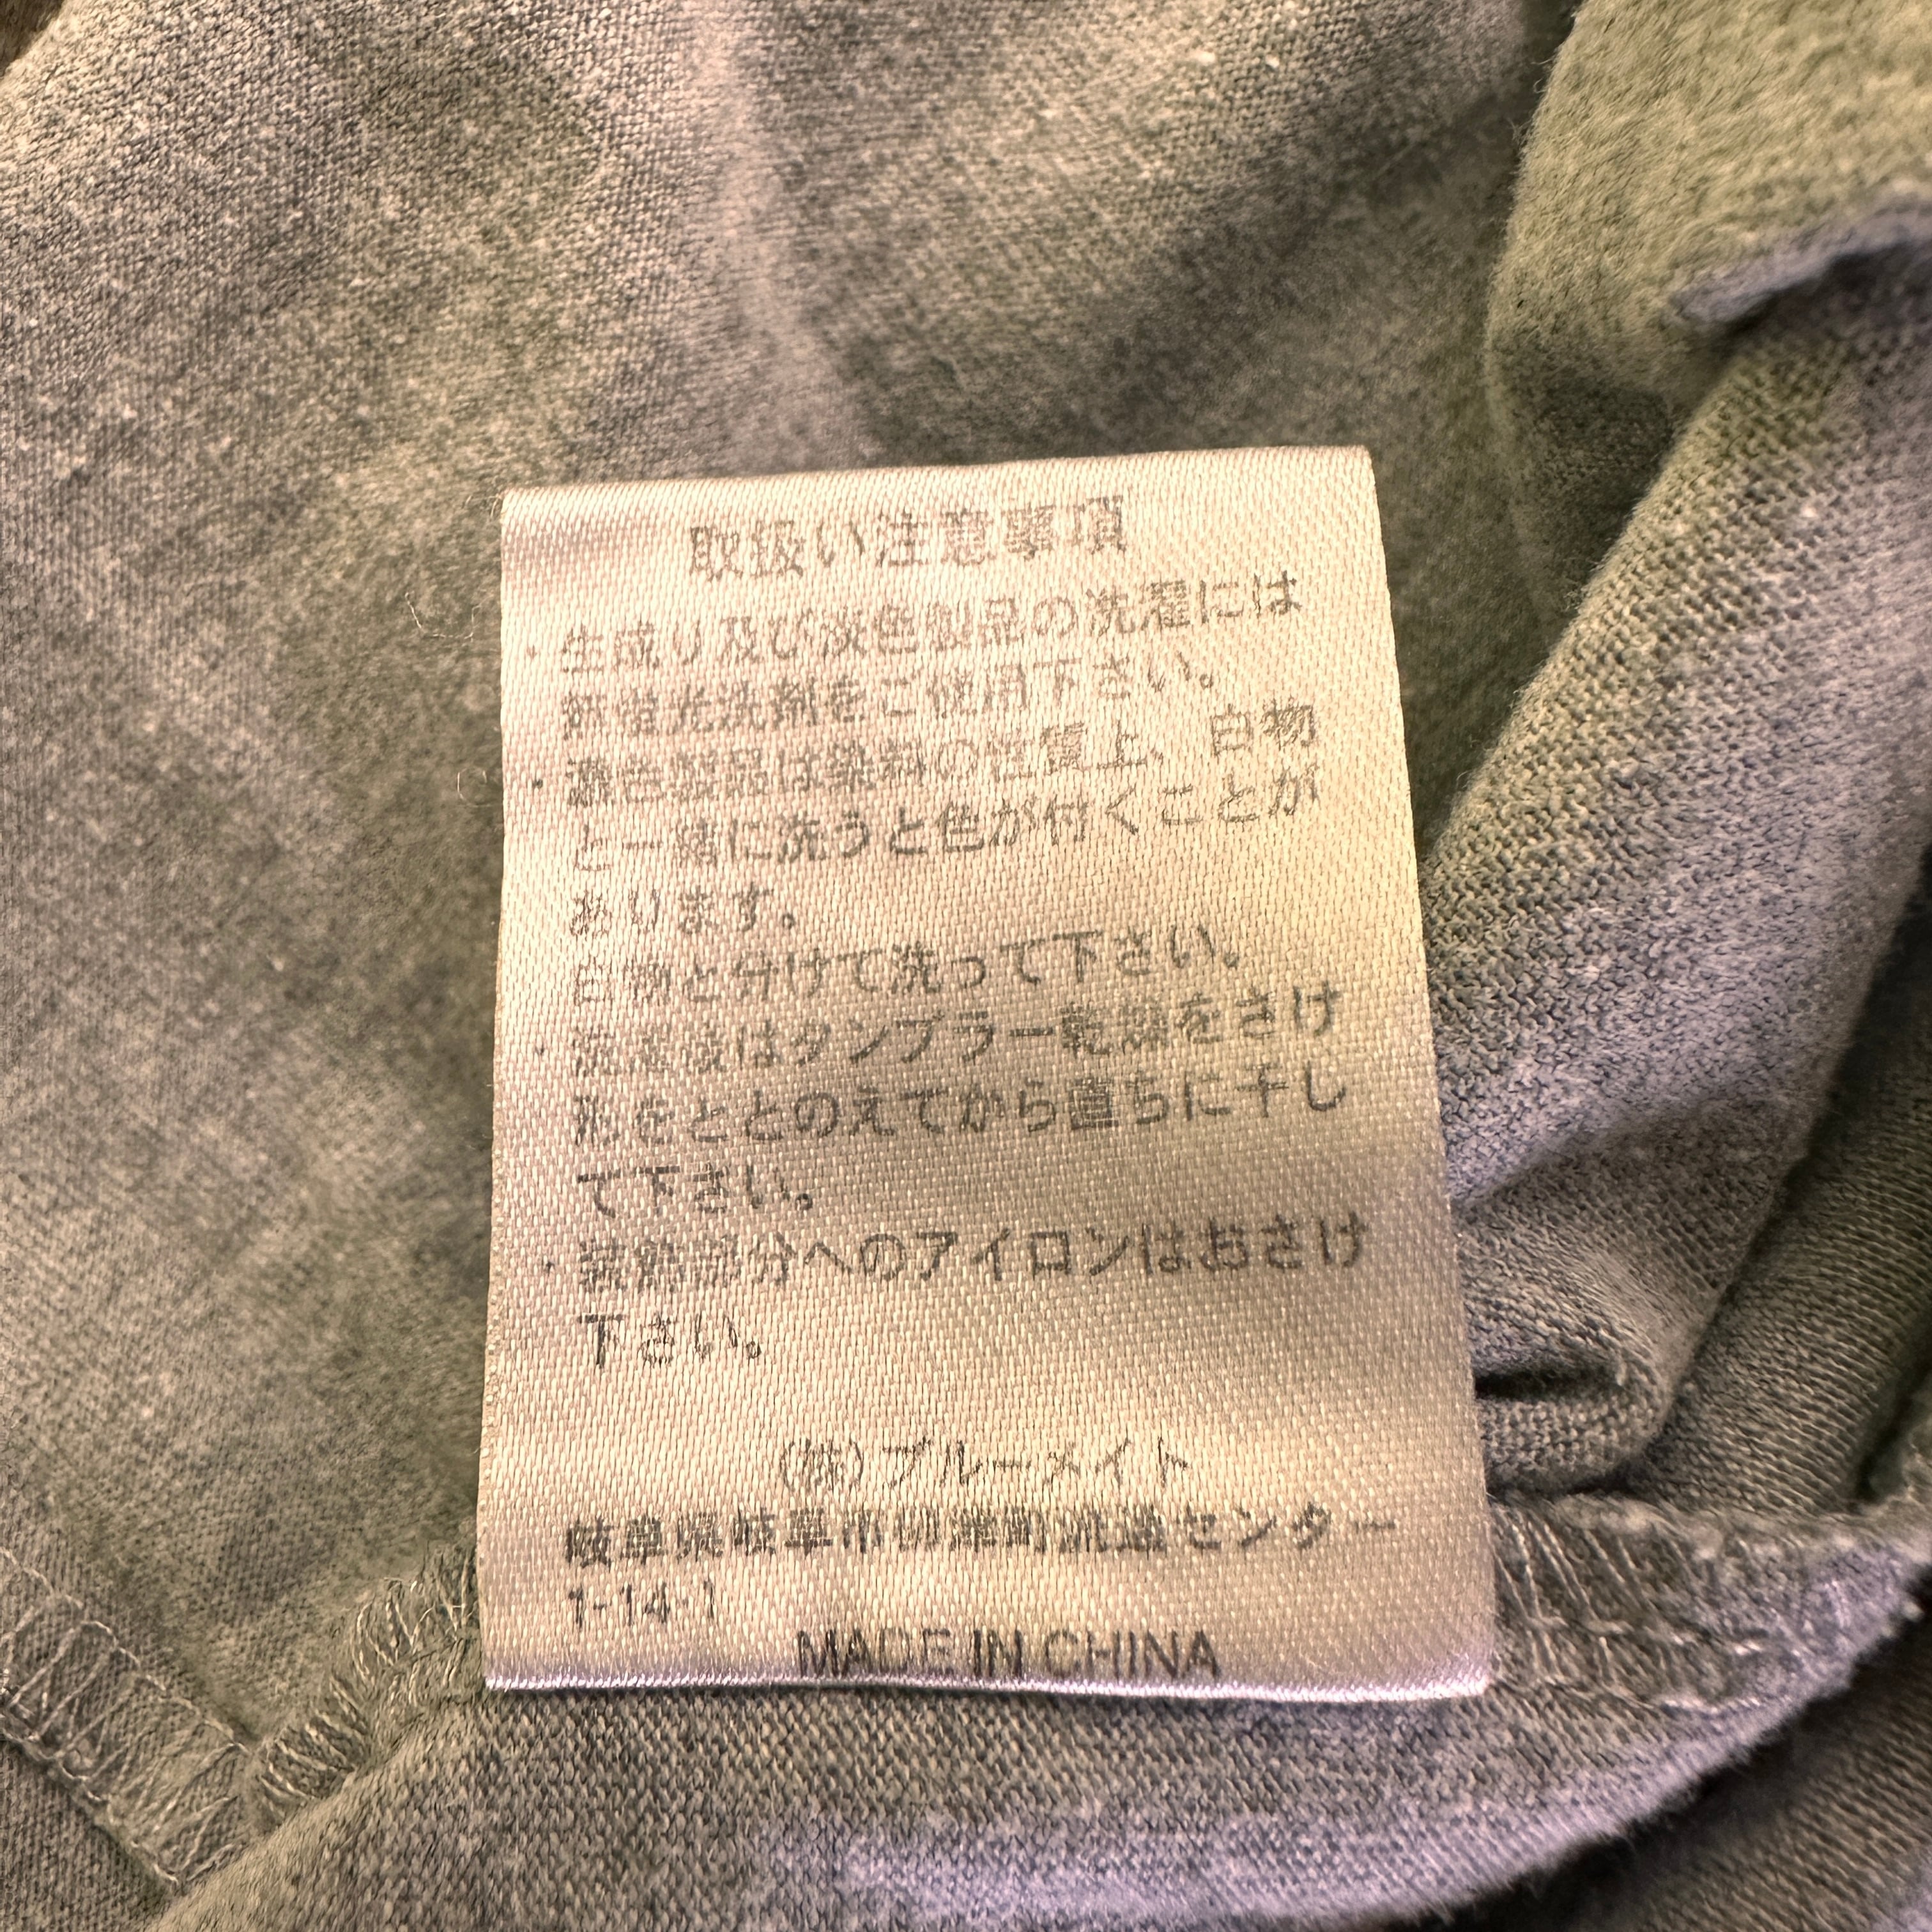 取扱い注意事項
・生成り及び淡色製品の洗濯には
無蛍光洗剤をご使用下さい。
・濃色製品は染料の性質上、白物
と一緒に洗うと色が付くことが
あります。
白物と分けて洗って下さい。
・洗濯後はタンブラー乾燥をさけ
形をととのえてから直ちに干し
て下さい。
・装飾部分へのアイロンはおさけ
下さい。
(株)ブルーメイト
岐阜県岐阜市柳津町流通センター
1-14-1
MADE IN CHINA